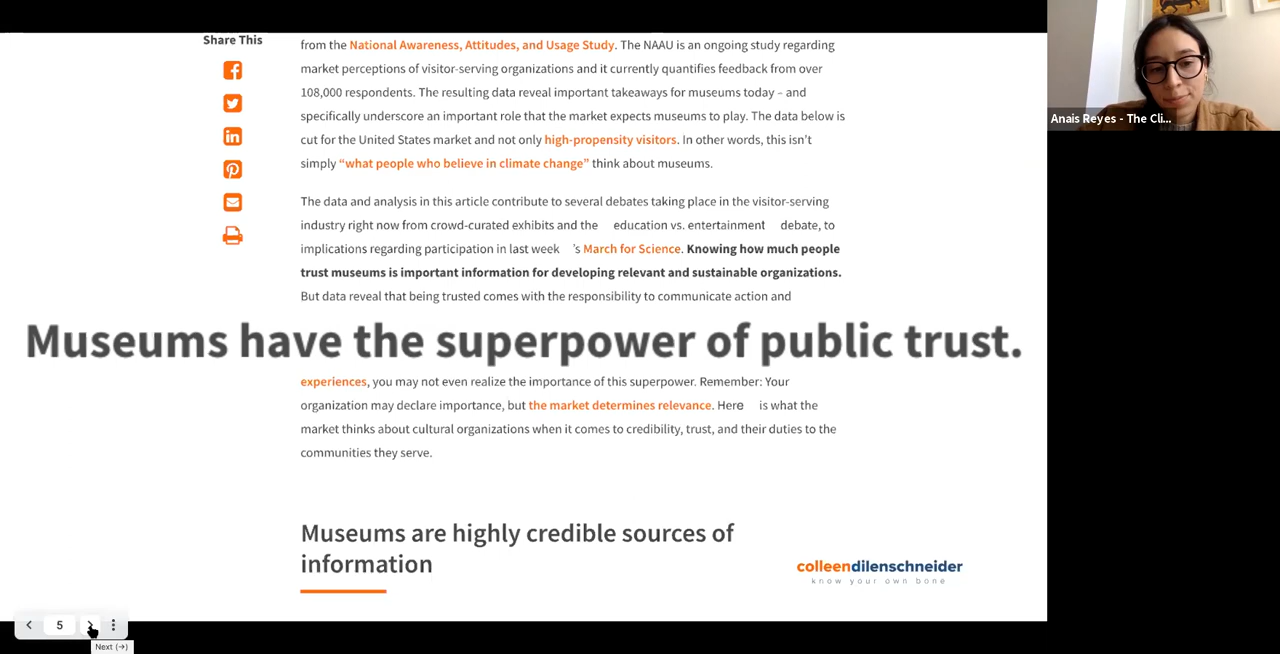 Share This
from the National Awareness, Attitudes, and Usage Study. The NAAU is an ongoing study regarding
market perceptions of visitor-serving organizations and it currently quantifies feedback from over
108,000 respondents. The resulting data reveal important takeaways for museums today – and
specifically underscore an important role that the market expects museums to play. The data below is
cut for the United States market and not only high-propensity visitors. In other words, this isn’t
simply “what people who believe in climate change” think about museums.
The data and analysis in this article contribute to several debates taking place in the visitor-serving
industry right now from crowd-curated exhibits and the education vs. entertainment debate, to
implications regarding participation in last week ’s March for Science. Knowing how much people
trust museums is important information for developing relevant and sustainable organizations.
But data reveal that being trusted comes with the responsibility to communicate action and
Museums have the superpower of public trust.
experiences, you may not even realize the importance of this superpower. Remember: Your
organization may declare importance, but the market determines relevance. Here is what the
market thinks about cultural organizations when it comes to credibility, trust, and their duties to the
communities they serve.
Museums are highly credible sources of
information
colleendilenschneider
know your own bone
5
Next (→)
Anais Reyes - The Cli...